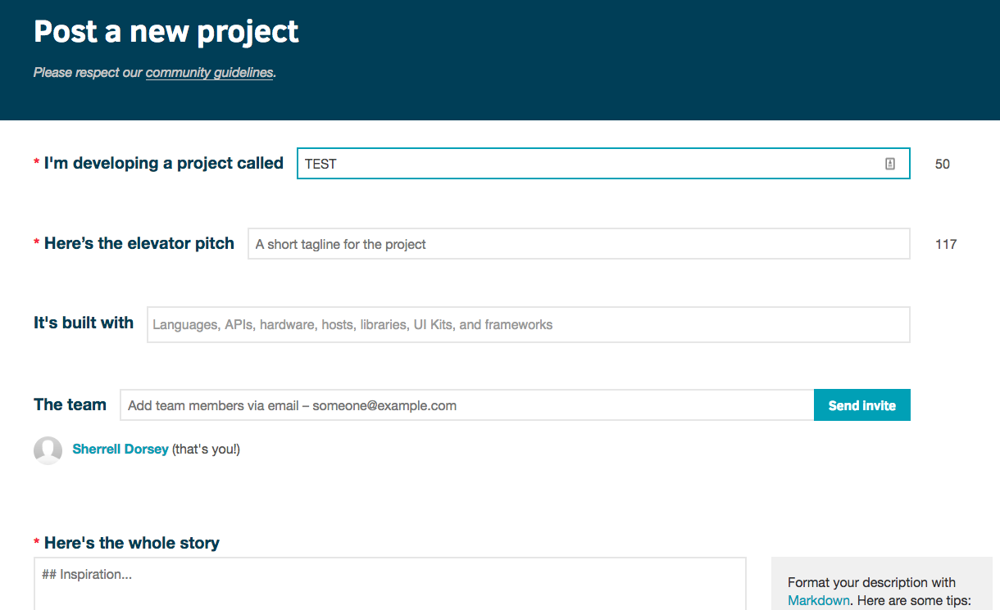 Post a new project
Please respect our community guidelines.
* I'm developing a project called TEST 50
* Here’s the elevator pitch A short tagline for the project 117
It's built with Languages, APIs, hardware, hosts, libraries, UI Kits, and frameworks
The team Add team members via email – someone@example.com Send invite
Sherrell Dorsey (that's you!)
* Here's the whole story
## Inspiration...
Format your description with
Markdown. Here are some tips: